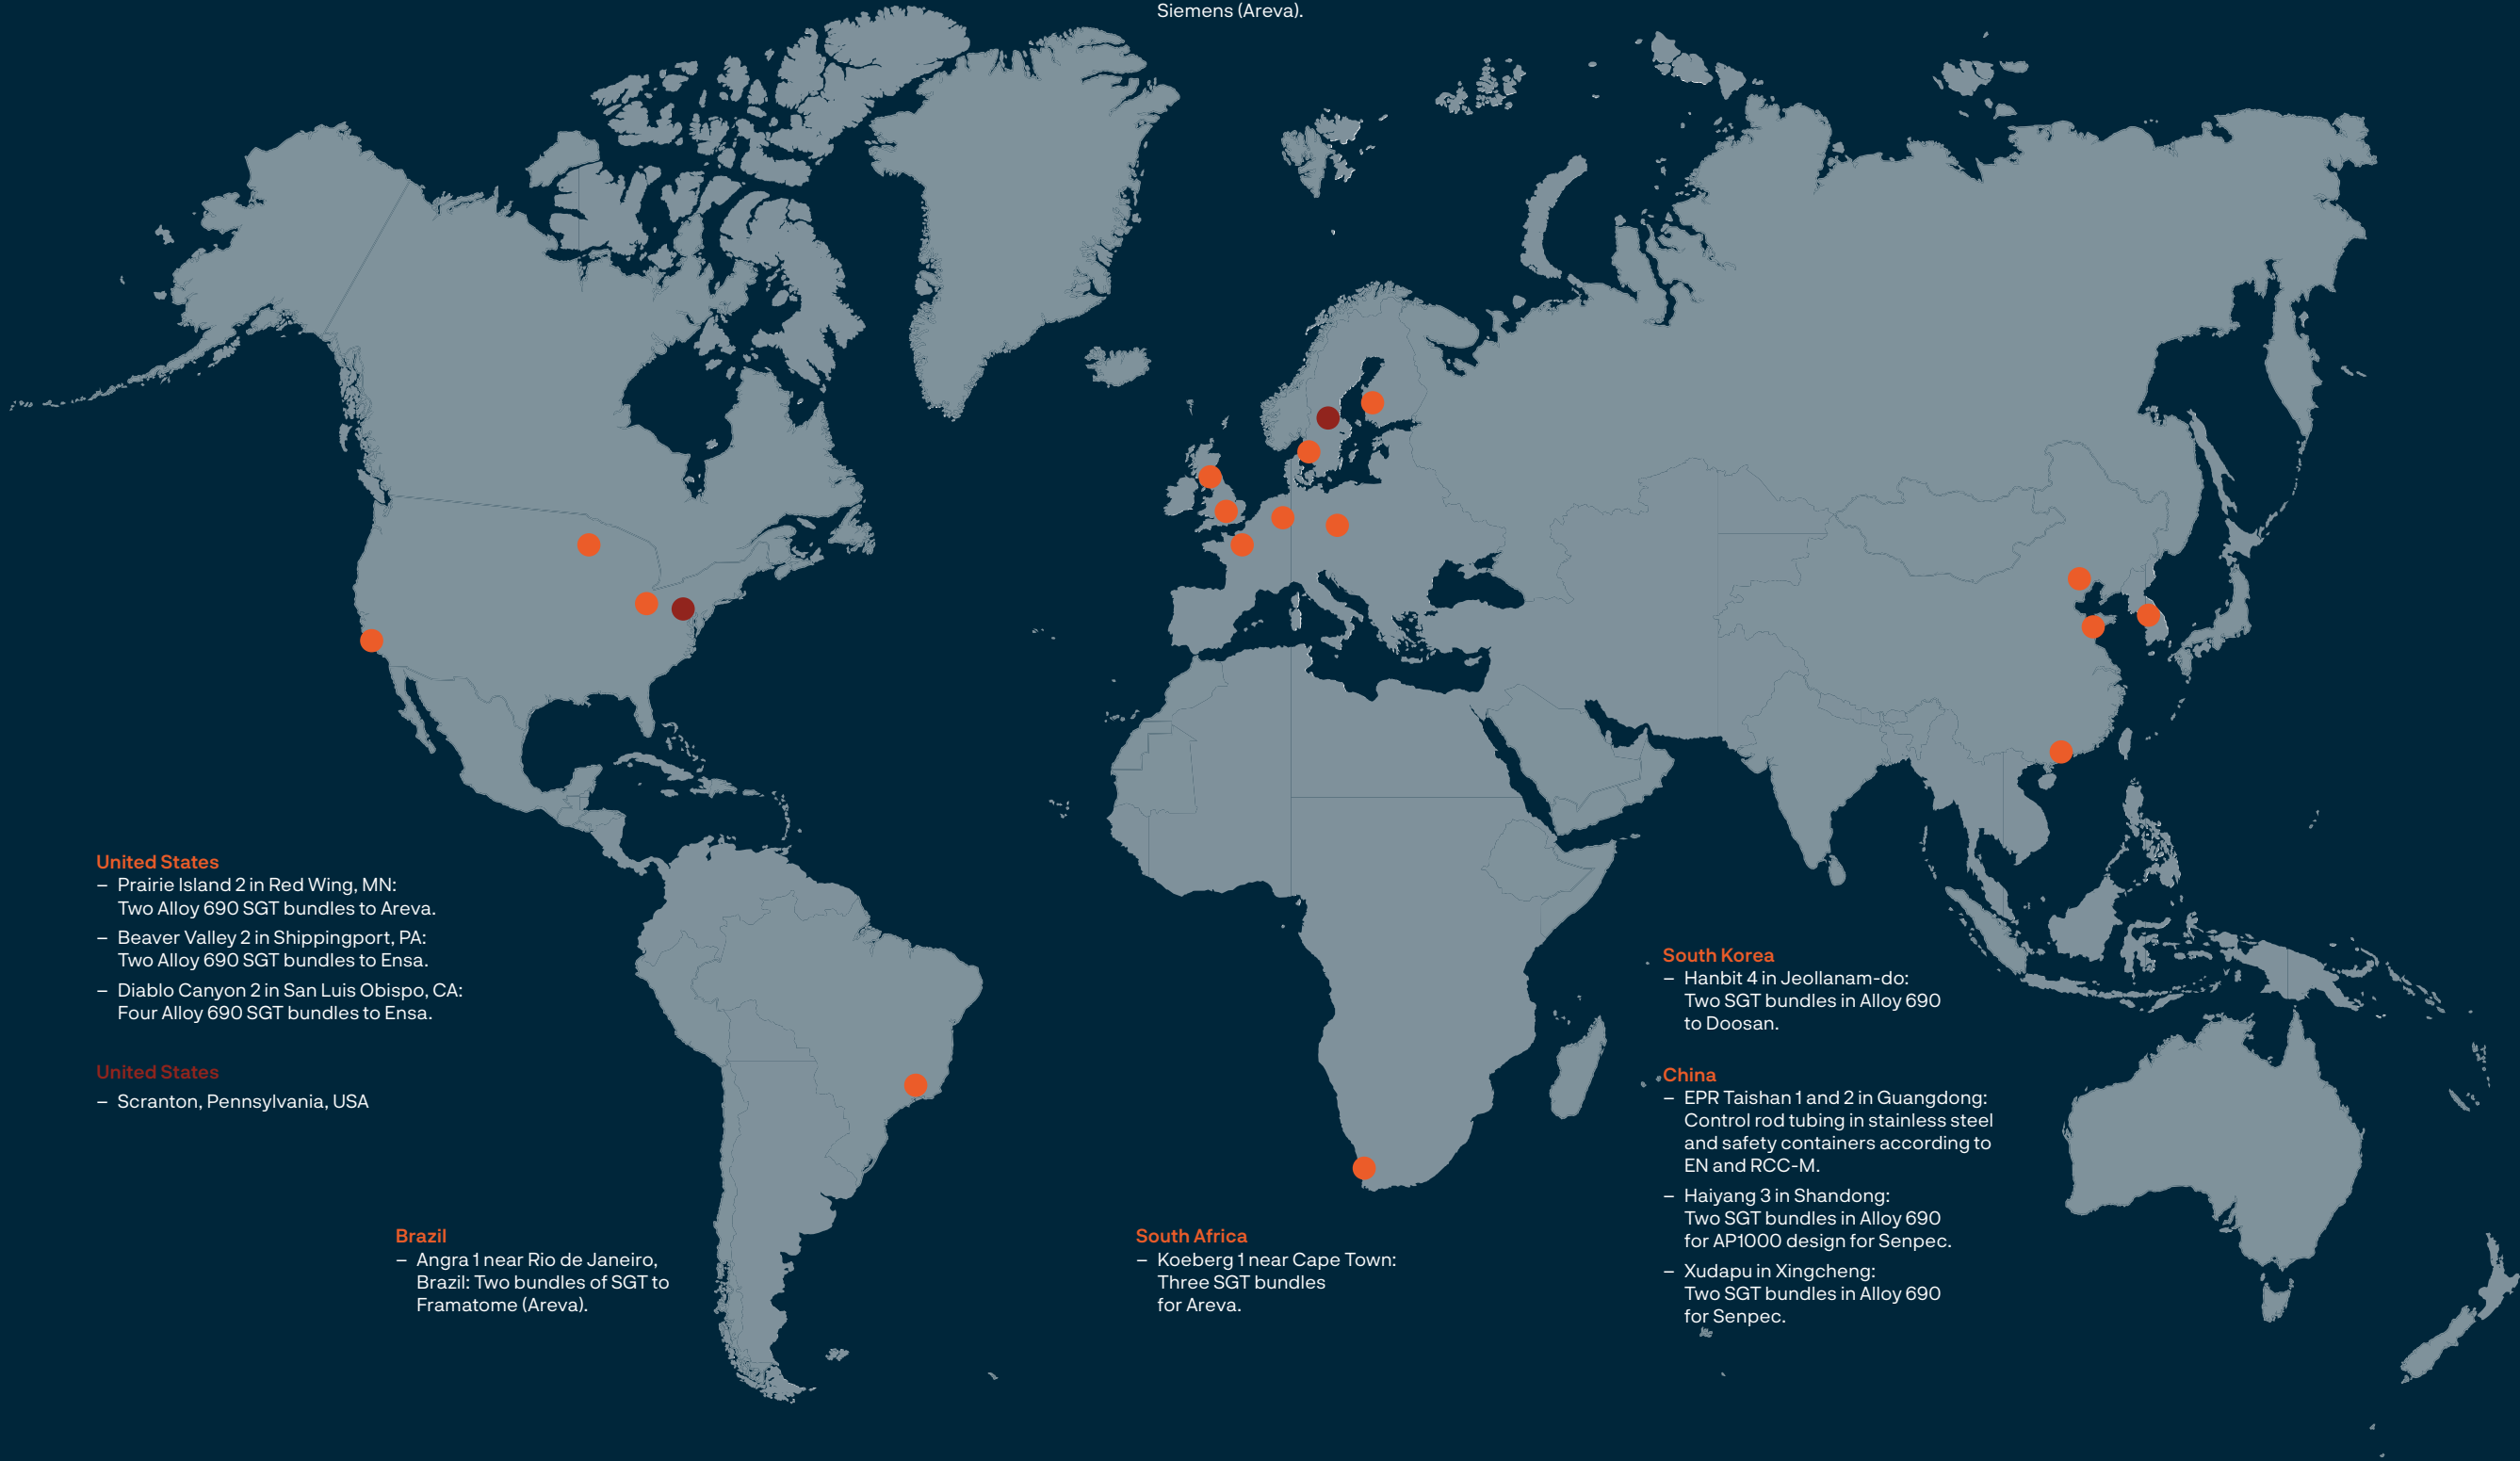 Siemens (Areva).
United States
– Prairie Island 2 in Red Wing, MN:
Two Alloy 690 SGT bundles to Areva.
– Beaver Valley 2 in Shippingport, PA:
Two Alloy 690 SGT bundles to Ensa.
– Diablo Canyon 2 in San Luis Obispo, CA:
Four Alloy 690 SGT bundles to Ensa.
United States
– Scranton, Pennsylvania, USA
Brazil
– Angra 1 near Rio de Janeiro,
Brazil: Two bundles of SGT to
Framatome (Areva).
South Africa
– Koeberg 1 near Cape Town:
Three SGT bundles
for Areva.
South Korea
– Hanbit 4 in Jeollanam-do:
Two SGT bundles in Alloy 690
to Doosan.
China
– EPR Taishan 1 and 2 in Guangdong:
Control rod tubing in stainless steel
and safety containers according to
EN and RCC-M.
– Haiyang 3 in Shandong:
Two SGT bundles in Alloy 690
for AP1000 design for Senpec.
– Xudapu in Xingcheng:
Two SGT bundles in Alloy 690
for Senpec.